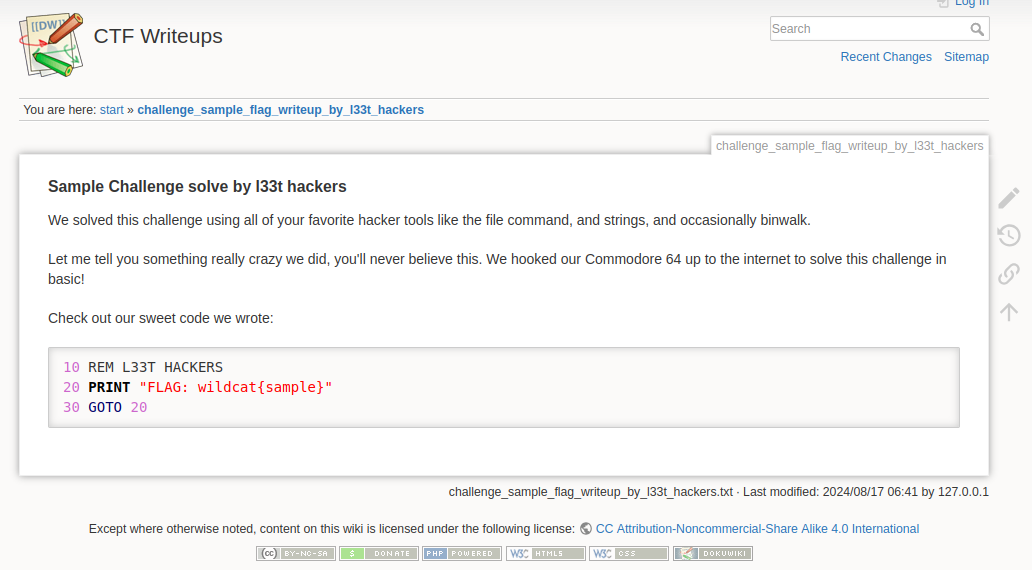 Log In
[[DW]]
CTF Writeups
Search
Recent Changes Sitemap
You are here: start » challenge_sample_flag_writeup_by_l33t_hackers
challenge_sample_flag_writeup_by_l33t_hackers
Sample Challenge solve by l33t hackers
We solved this challenge using all of your favorite hacker tools like the file command, and strings, and occasionally binwalk.
Let me tell you something really crazy we did, you'll never believe this. We hooked our Commodore 64 up to the internet to solve this challenge in
basic!
Check out our sweet code we wrote:
10 REM L33T HACKERS
20 PRINT "FLAG: wildcat{sample}"
30 GOTO 20
challenge_sample_flag_writeup_by_l33t_hackers.txt · Last modified: 2024/08/17 06:41 by 127.0.0.1
Except where otherwise noted, content on this wiki is licensed under the following license: CC Attribution-Noncommercial-Share Alike 4.0 International
(cc) BY-NC-SA $ DONATE PHP POWERED W3C HTML5 W3C CSS DOKUWIKI